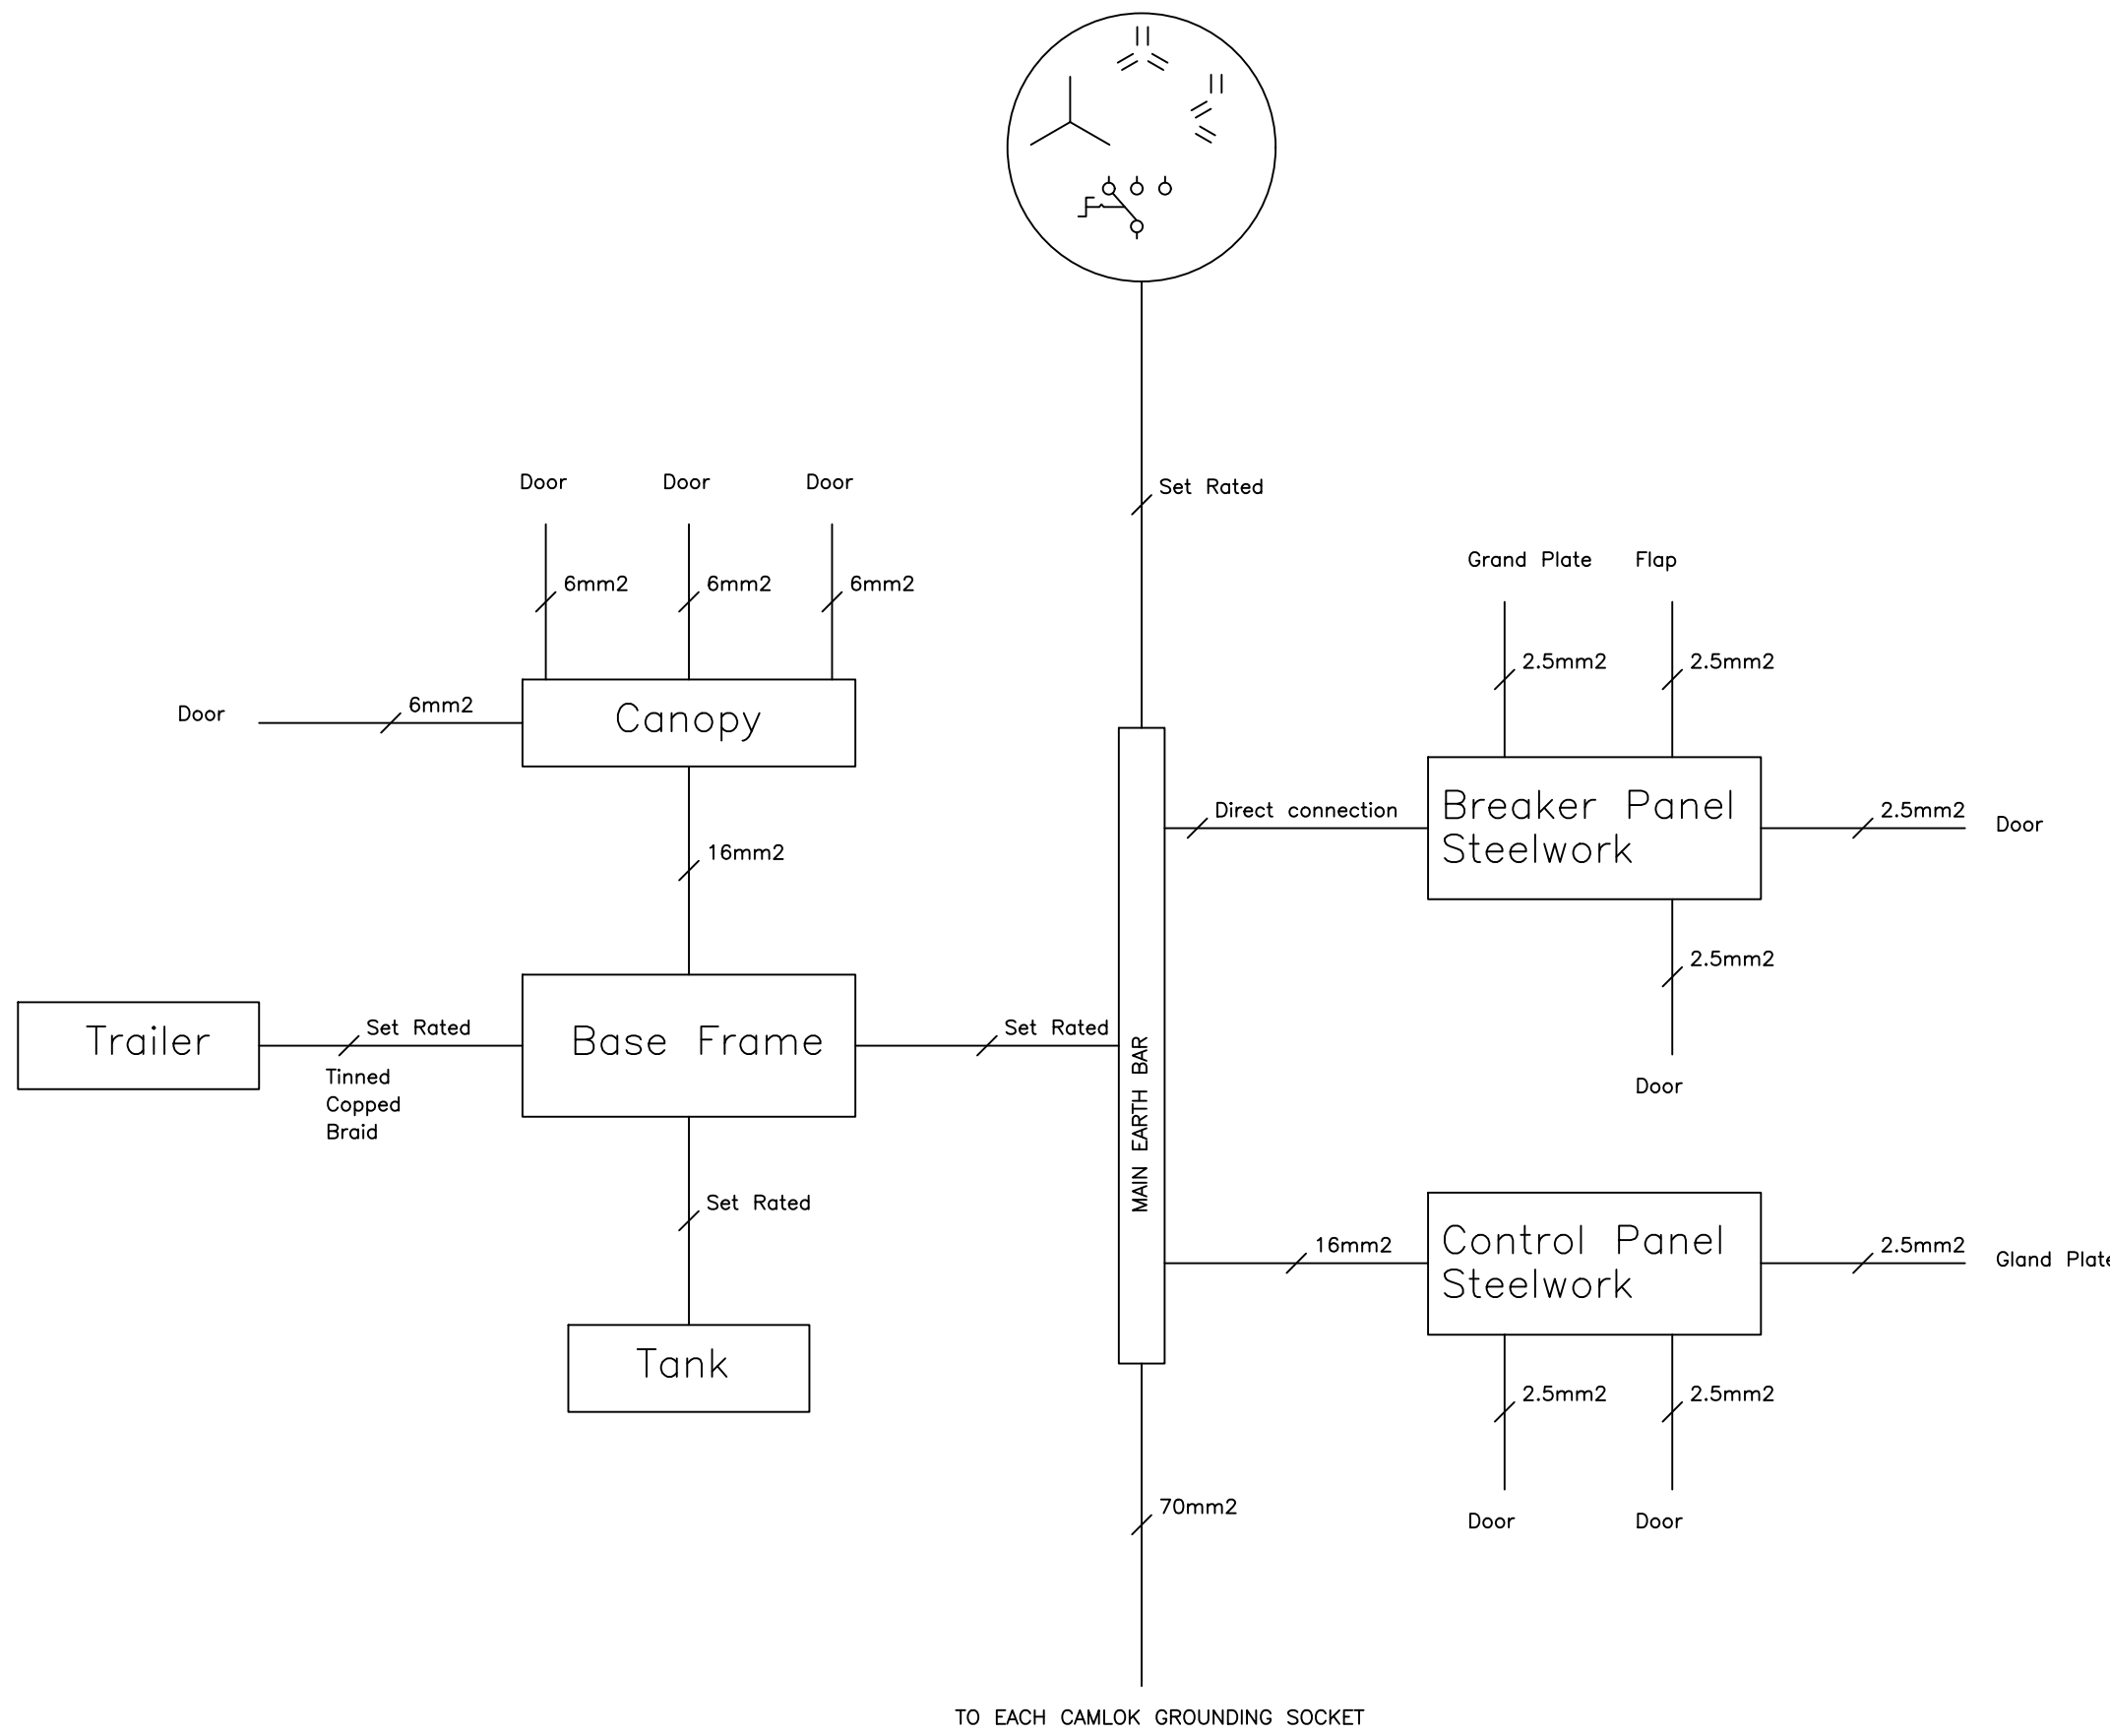 Set Rated
Door
Door
Door
6mm2
6mm2
6mm2
Door
6mm2
Canopy
16mm2
Trailer
Set Rated
Tinned
Copped
Braid
Base Frame
Set Rated
Set Rated
Tank
MAIN EARTH BAR
Grand Plate
Flap
2.5mm2
2.5mm2
Direct connection
Breaker Panel
Steelwork
2.5mm2
Door
2.5mm2
Door
16mm2
Control Panel
Steelwork
2.5mm2
Gland Plate
2.5mm2
2.5mm2
Door
Door
70mm2
TO EACH CAMLOK GROUNDING SOCKET